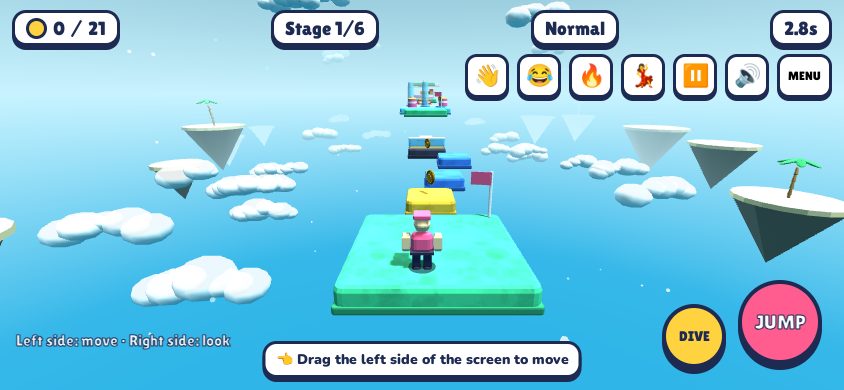 0 / 21
Stage 1/6
Normal
2.8s
MENU
DIVE
JUMP
Left side: move · Right side: look
👈 Drag the left side of the screen to move